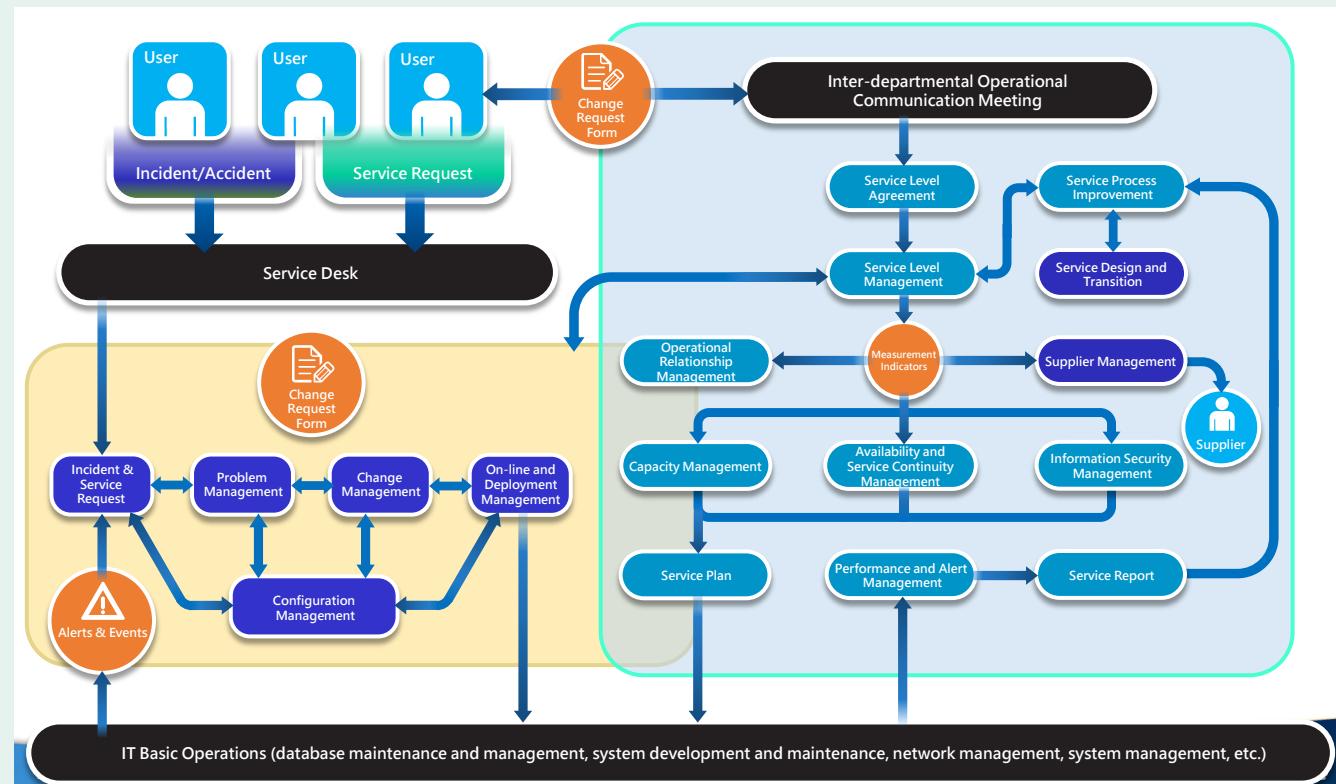 User
User
User
Incident/Accident
Service Request
Change
Request
Form
Inter-departmental Operational
Communication Meeting
Service Level
Agreement
Service Process
Improvement
Service Desk
Service Level
Management
Service Design and
Transition
Operational
Relationship
Management
Measurement
Indicators
Supplier Management
Supplier
Change
Request
Form
Incident &
Service
Request
Problem
Management
Change
Management
On-line and
Deployment
Management
Capacity Management
Availability and
Service Continuity
Management
Information Security
Management
Alerts & Events
Configuration
Management
Service Plan
Performance and Alert
Management
Service Report
IT Basic Operations (database maintenance and management, system development and maintenance, network management, system management, etc.)